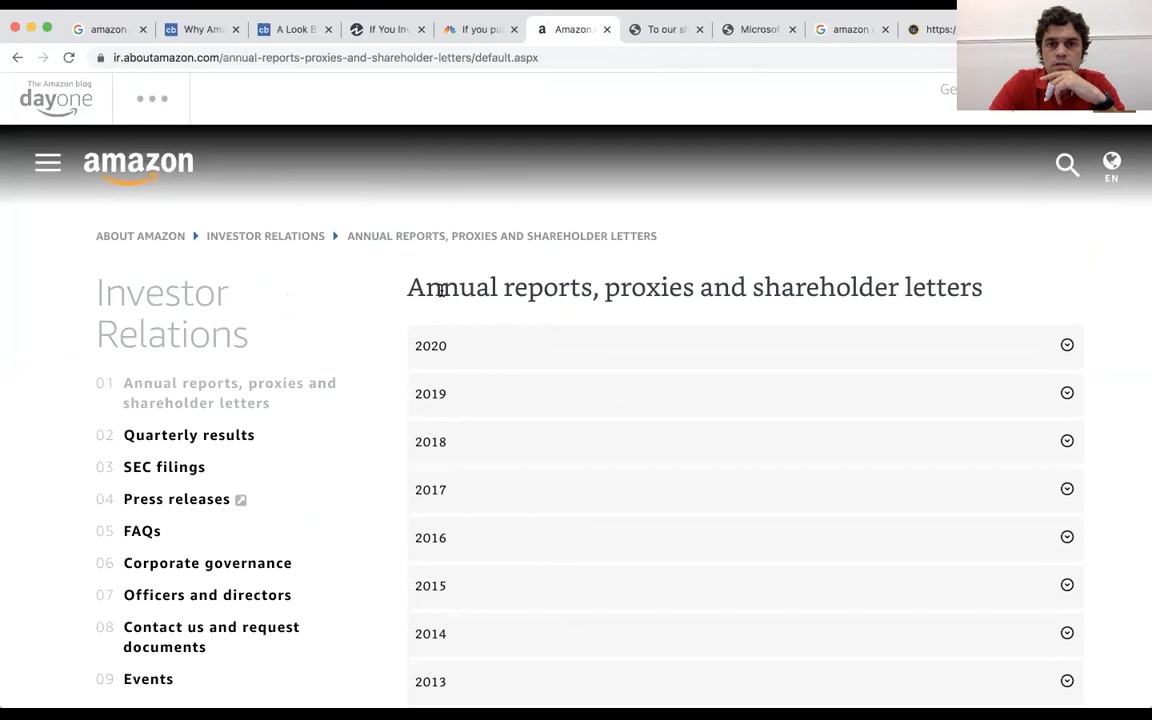 amazon
Why Am
A Look B
If You Inv
If you pu
Amazon.
To our sl
Microsof
amazon
https:/
ir.aboutamazon.com/annual-reports-proxies-and-shareholder-letters/default.aspx
The Amazon blog
dayone
Ge
amazon
EN
ABOUT AMAZON
INVESTOR RELATIONS
ANNUAL REPORTS, PROXIES AND SHAREHOLDER LETTERS
Investor
Relations
Annual reports, proxies and shareholder letters
01 Annual reports, proxies and
shareholder letters
02 Quarterly results
03 SEC filings
04 Press releases
05 FAQs
06 Corporate governance
07 Officers and directors
08 Contact us and request
documents
09 Events
2020
2019
2018
2017
2016
2015
2014
2013